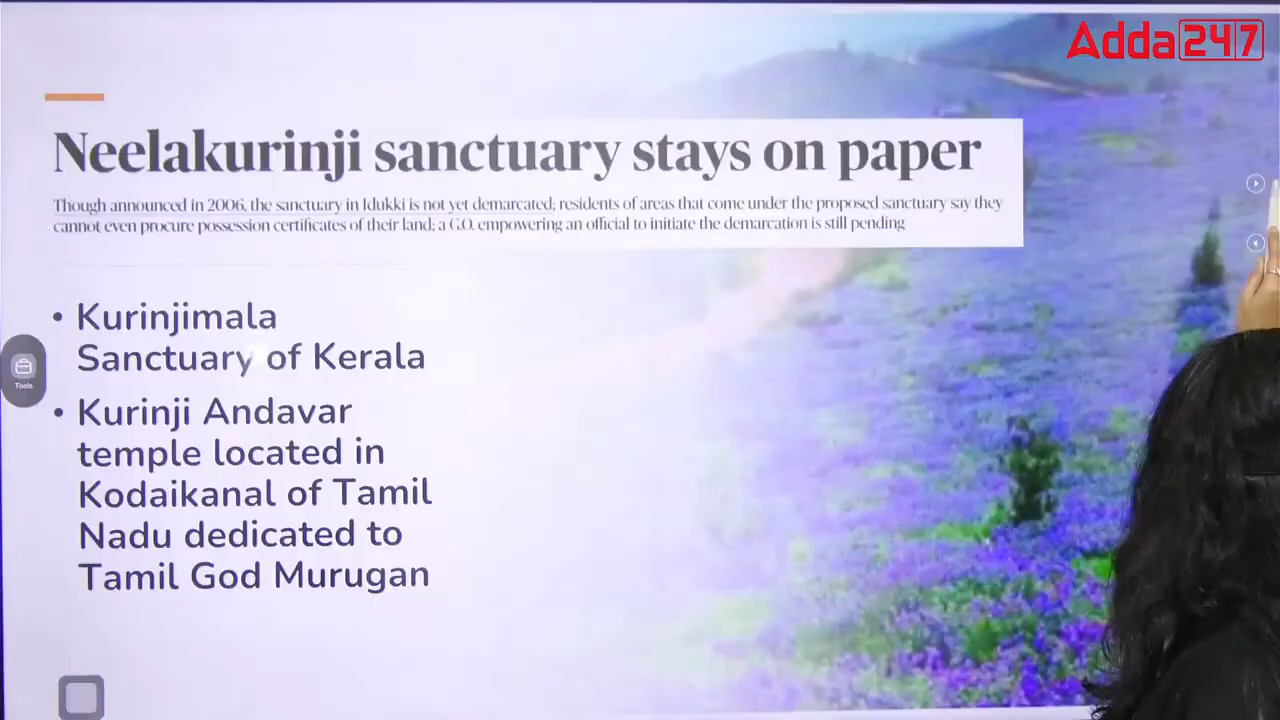 Adda247
Neelakurinji sanctuary stays on paper
Though announced in 2006, the sanctuary in Idukki is not yet demarcated; residents of areas that come under the proposed sanctuary say they
cannot even procure possession certificates of their land; a G.O. empowering an official to initiate the demarcation is still pending
• Kurinjimala
Sanctuary of Kerala
• Kurinji Andavar
temple located in
Kodaikanal of Tamil
Nadu dedicated to
Tamil God Murugan
Tools